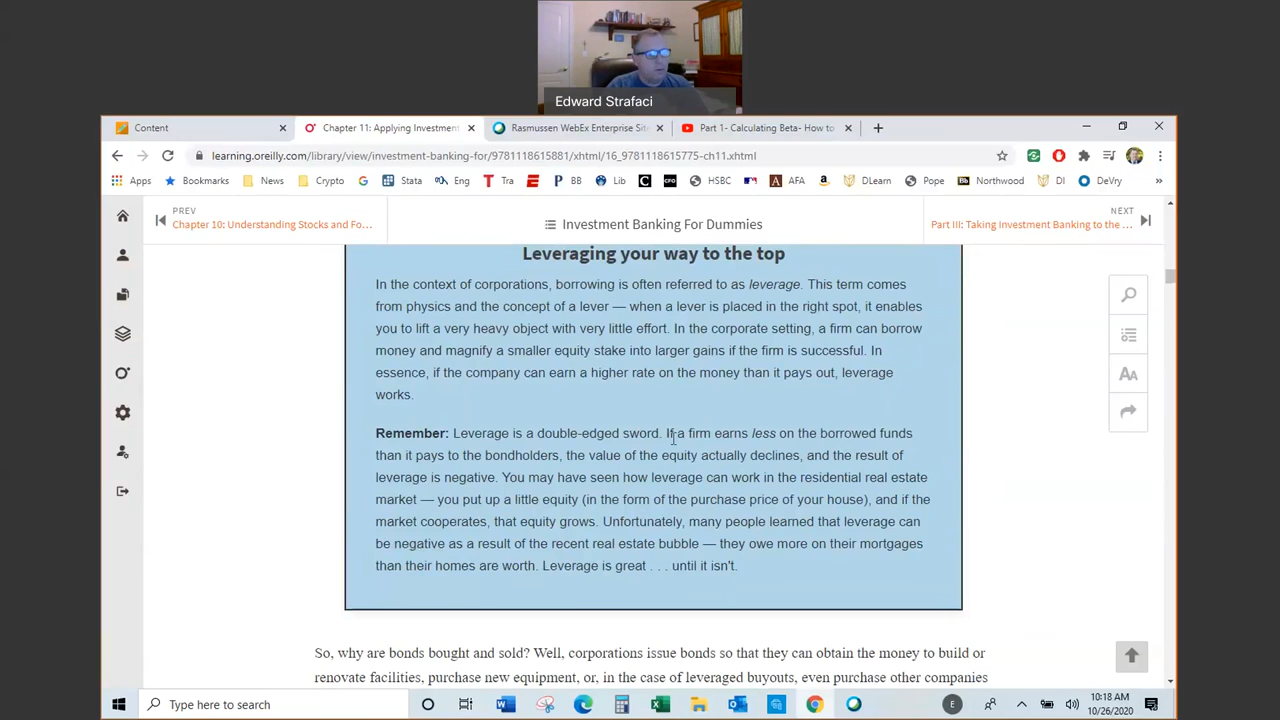 Edward Strafaci
Content
Chapter 11: Applying Investment
Rasmussen WebEx Enterprise Site
Part 1- Calculating Beta- How to
learning.oreilly.com/library/view/investment-banking-for/9781118615881/xhtml/16_9781118615775-ch11.xhtml
Apps Bookmarks News Crypto Stata Eng Tra BB Lib HSBC AFA DLearn Pope Northwood DI DeVry »
PREV
Chapter 10: Understanding Stocks and Fo...
Investment Banking For Dummies
NEXT
Part III: Taking Investment Banking to the ...
Leveraging your way to the top
In the context of corporations, borrowing is often referred to as leverage. This term comes
from physics and the concept of a lever — when a lever is placed in the right spot, it enables
you to lift a very heavy object with very little effort. In the corporate setting, a firm can borrow
money and magnify a smaller equity stake into larger gains if the firm is successful. In
essence, if the company can earn a higher rate on the money than it pays out, leverage
works.
Remember: Leverage is a double-edged sword. If a firm earns less on the borrowed funds
than it pays to the bondholders, the value of the equity actually declines, and the result of
leverage is negative. You may have seen how leverage can work in the residential real estate
market — you put up a little equity (in the form of the purchase price of your house), and if the
market cooperates, that equity grows. Unfortunately, many people learned that leverage can
be negative as a result of the recent real estate bubble — they owe more on their mortgages
than their homes are worth. Leverage is great . . . until it isn't.
So, why are bonds bought and sold? Well, corporations issue bonds so that they can obtain the money to build or
renovate facilities, purchase new equipment, or, in the case of leveraged buyouts, even purchase other companies
AA
Type here to search
E
10:18 AM
10/26/2020